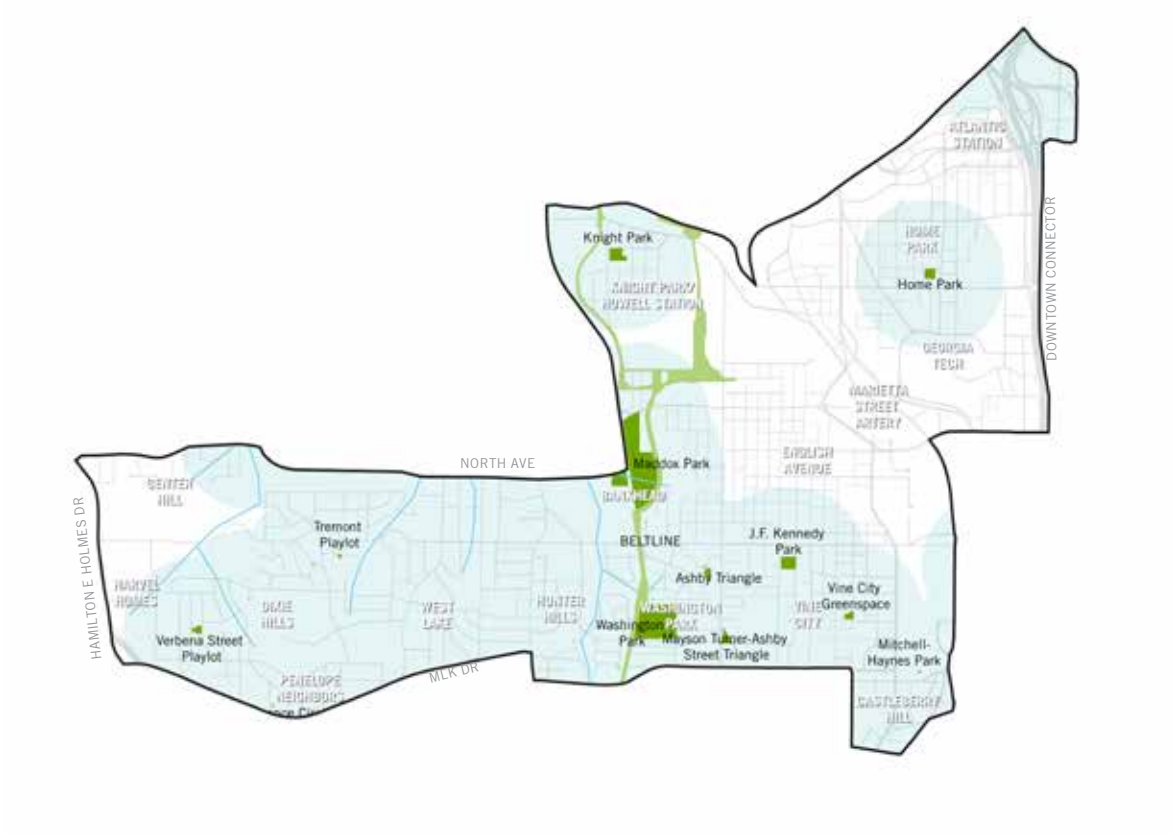 ATLANTIC
STATION
DOWNTOWN CONNECTOR
HOME
PARK
Home Park
Knight Park
KNIGHT PARK/
HOWELL STATION
GEORGIA
TECH
MARIETTA
STREET
ARTERY
ENGLISH
AVENUE
NORTH AVE
Maddox Park
BANKHEAD
CENTER
HILL
HAMILTON E HOLMES DR
Tremont
Playlot
BELTLINE
J.F. Kennedy
Park
Ashby Triangle
HARVEL
HOMES
DIXIE
HILLS
WEST
LAKE
HUNTER
HILLS
WASHINGTON
PARK
VINE
CITY
Vine City
Greenspace
Verbena Street
Playlot
Washington
Park
Mayson Turner-Ashby
Street Triangle
Mitchell-
Haynes Park
MLK DR
PENELOPE
NEIGHBORS
CASTLEBERRY
HILL